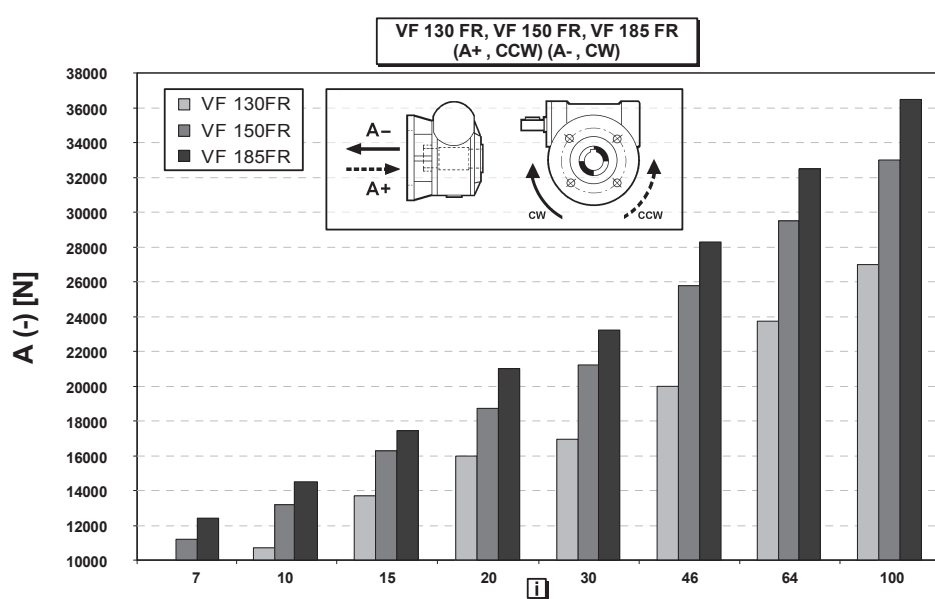 VF 130 FR, VF 150 FR, VF 185 FR
(A+ , CCW) (A- , CW)
38000
36000
34000
32000
30000
28000
26000
24000
22000
20000
18000
16000
14000
12000
10000
A (-) [N]
VF 130FR
VF 150FR
VF 185FR
A–
A+
CW
CCW
7 10 15 20 30 46 64 100
i